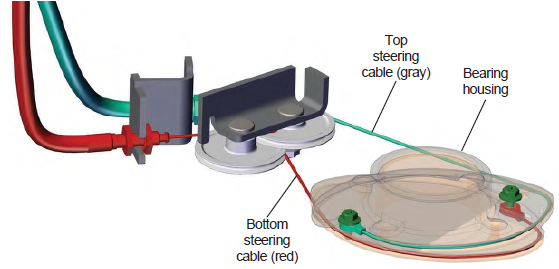 Top
steering
cable (gray)
Bearing
housing
Bottom
steering
cable (red)